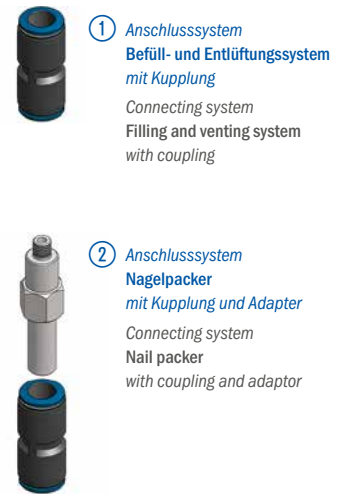 1 Anschlusssystem
Befüll- und Entlüftungssystem
mit Kupplung
Connecting system
Filling and venting system
with coupling
2 Anschlusssystem
Nagelpacker
mit Kupplung und Adapter
Connecting system
Nail packer
with coupling and adaptor